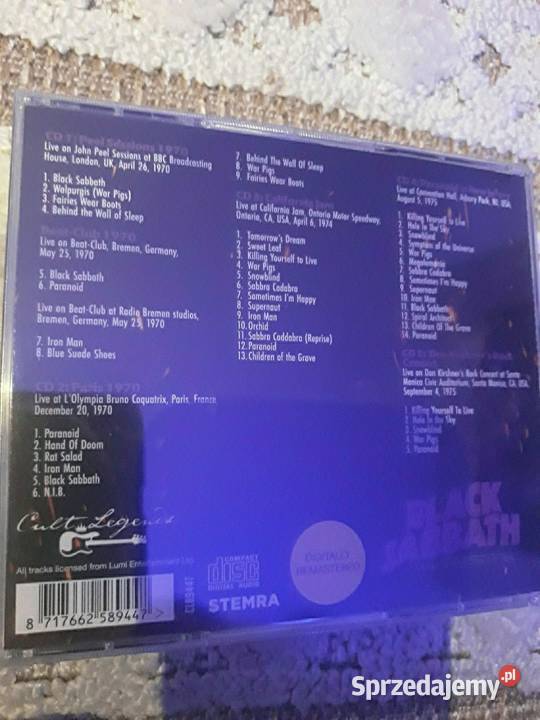 CD 1: Peel Sessions 1970
Live on John Peel Sessions at BBC Broadcasting
House, London, UK, April 26, 1970
1. Black Sabbath
2. Walpurgis (War Pigs)
3. Fairies Wear Boots
4. Behind the Wall of Sleep
Beat-Club 1970
Live on Beat-Club, Bremen, Germany,
May 25, 1970
5. Black Sabbath
6. Paranoid
Live on Beat-Club at Radio Bremen studios,
Bremen, Germany, May 25, 1970
7. Iron Man
8. Blue Suede Shoes
CD 2: Paris 1970
Live at L'Olympia Bruno Coquatrix, Paris, France,
December 20, 1970
1. Paranoid
2. Hand Of Doom
3. Rat Salad
4. Iron Man
5. Black Sabbath
6. N.I.B.
7. Behind The Wall Of Sleep
8. War Pigs
9. Fairies Wear Boots
CD 3: California Jam
Live at California Jam, Ontario Motor Speedway,
Ontario, CA, USA, April 6, 1974
1. Tomorrow's Dream
2. Sweet Leaf
3. Killing Yourself to Live
4. War Pigs
5. Snowblind
6. Sabbra Cadabra
7. Sometimes I'm Happy
8. Supernaut
9. Iron Man
10. Orchid
11. Sabbra Caddabra (Reprise)
12. Paranoid
13. Children of the Grave
Live at Convention Hall, Asbury Park, NJ, USA,
August 5, 1975
1. Killing Yourself to Live
2. Hole In The Sky
3. Snowblind
4. Symptom of the Universe
5. War Pigs
6. Megalomania
7. Sabbra Cadabra
8. Sometimes I'm Happy
9. Supernaut
10. Iron Man
11. Black Sabbath
12. Spiral Architect
13. Children Of The Grave
14. Paranoid
Live on Don Kirshner's Rock Concert at Santa
Monica Civic Auditorium, Santa Monica, CA, USA,
September 4, 1975
1. Killing Yourself To Live
2. Hole In the Sky
3. Snowblind
4. War Pigs
5. Paranoid
Cult Legends
All tracks licensed from Lumi Entertainment Ltd
8 717662 589447 >
CL89447
COMPACT
disc
DIGITAL AUDIO
STEMRA
DIGITALLY
REMASTERED
BLACK
SABBATH
Sprzedajemy.pl